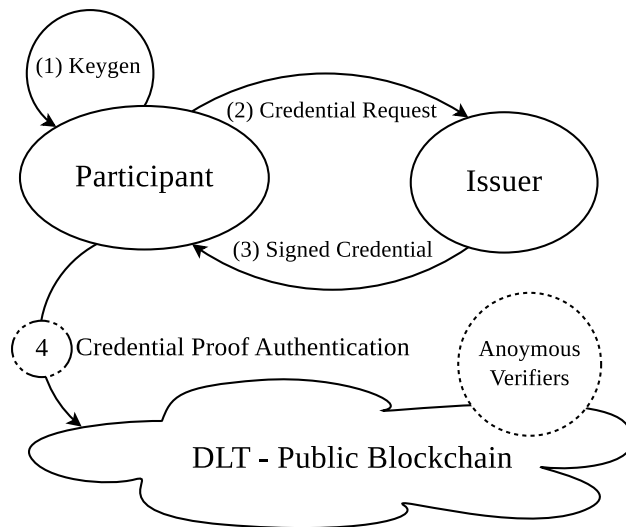 (1) Keygen
(2) Credential Request
Participant
Issuer
(3) Signed Credential
4
Credential Proof Authentication
Anoymous
Verifiers
DLT - Public Blockchain